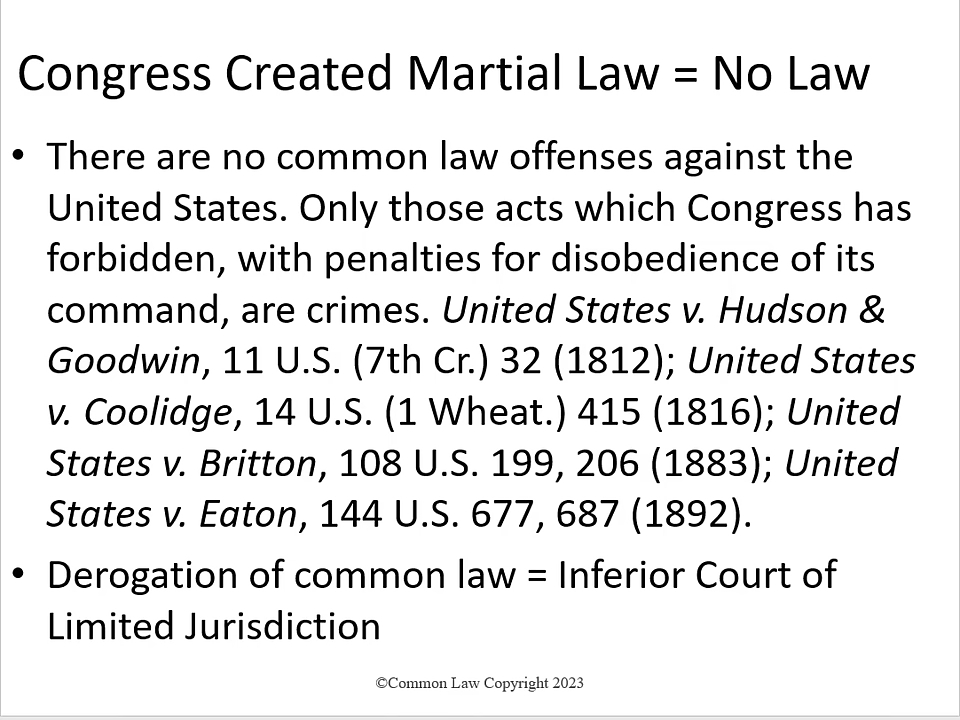 Congress Created Martial Law = No Law
• There are no common law offenses against the
United States. Only those acts which Congress has
forbidden, with penalties for disobedience of its
command, are crimes. United States v. Hudson &
Goodwin, 11 U.S. (7th Cr.) 32 (1812); United States
v. Coolidge, 14 U.S. (1 Wheat.) 415 (1816); United
States v. Britton, 108 U.S. 199, 206 (1883); United
States v. Eaton, 144 U.S. 677, 687 (1892).
• Derogation of common law = Inferior Court of
Limited Jurisdiction
©Common Law Copyright 2023